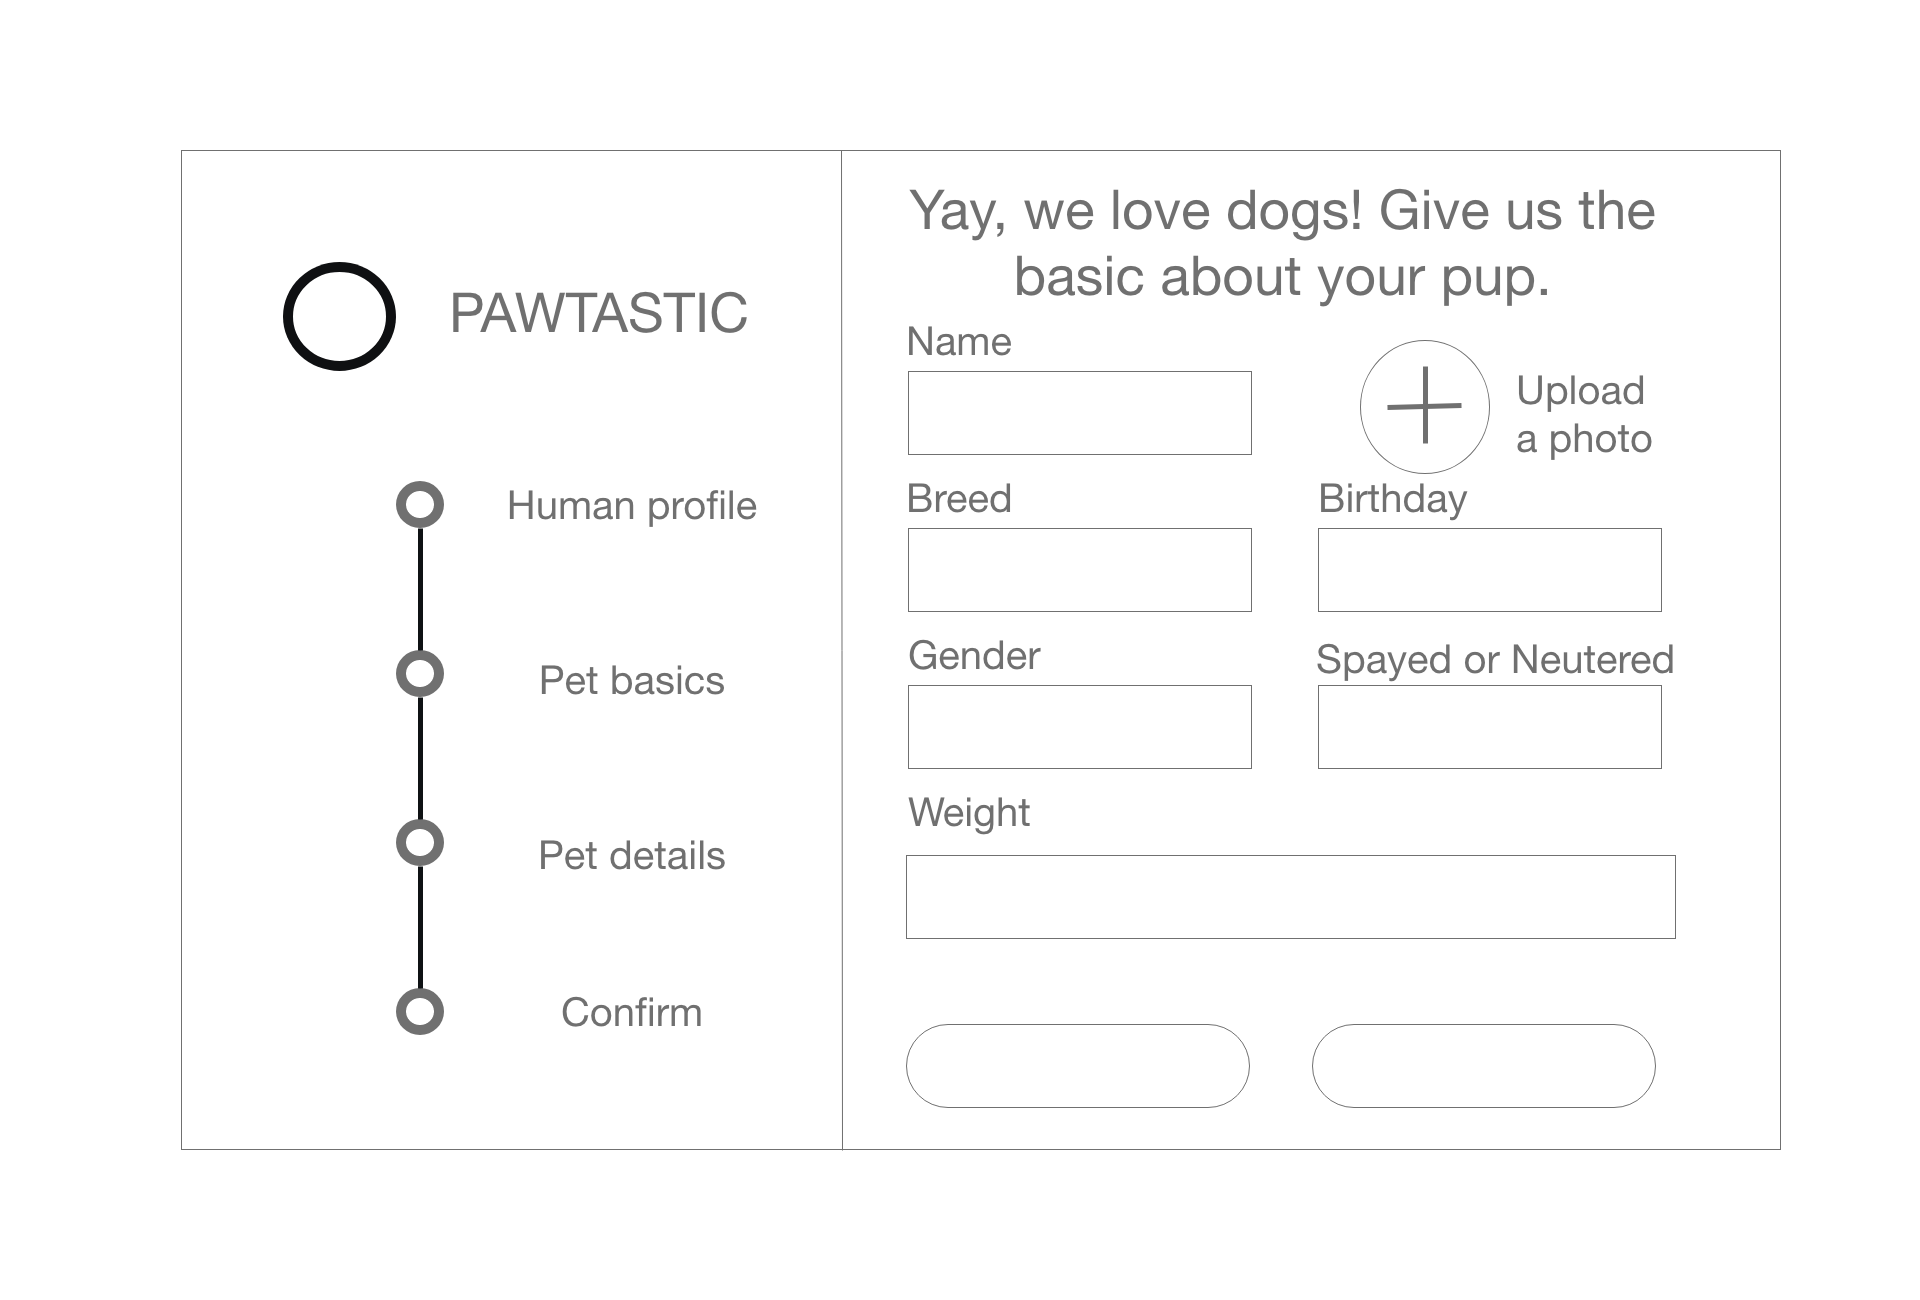 PAWTASTIC
Human profile
Pet basics
Pet details
Confirm
Yay, we love dogs! Give us the
basic about your pup.
Name
Upload
a photo
Breed
Birthday
Gender
Spayed or Neutered
Weight